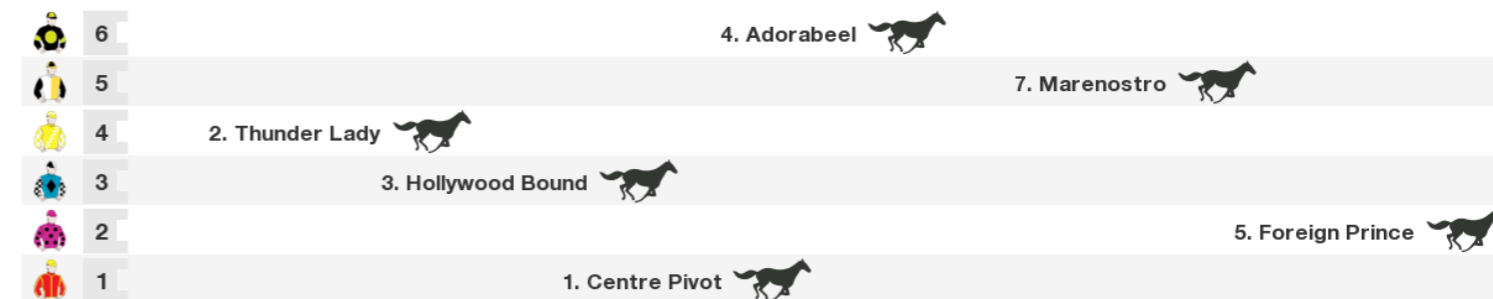 6 4. Adorabeel
5 7. Marenostro
4 2. Thunder Lady
3 3. Hollywood Bound
2 5. Foreign Prince
1 1. Centre Pivot